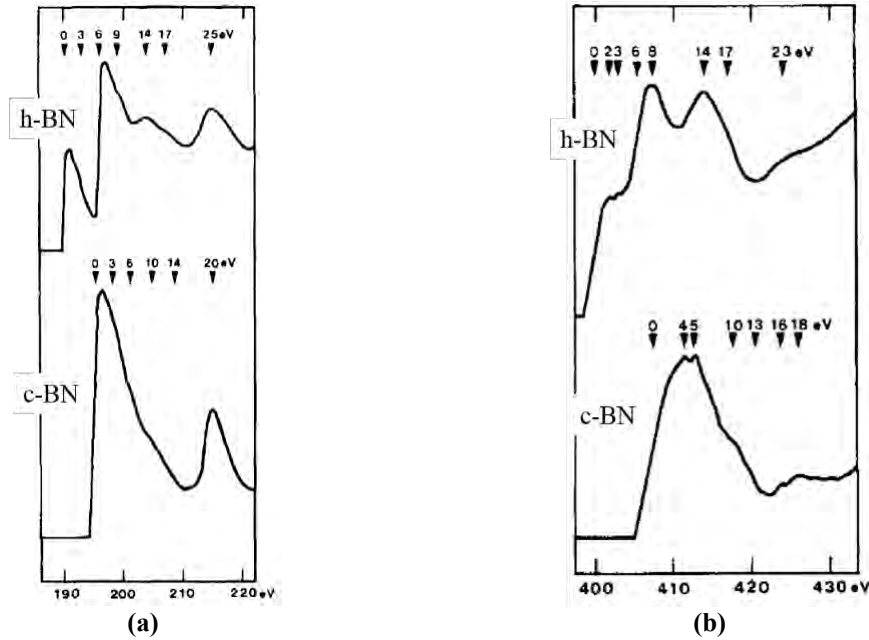 0 3 6 9 14 17 25 eV
h-BN
0 3 6 10 14 20 eV
c-BN
190 200 210 220 eV
(a)
0 2 3 6 8 14 17 23 eV
h-BN
0 4 5 10 13 16 18 eV
c-BN
400 410 420 430 eV
(b)